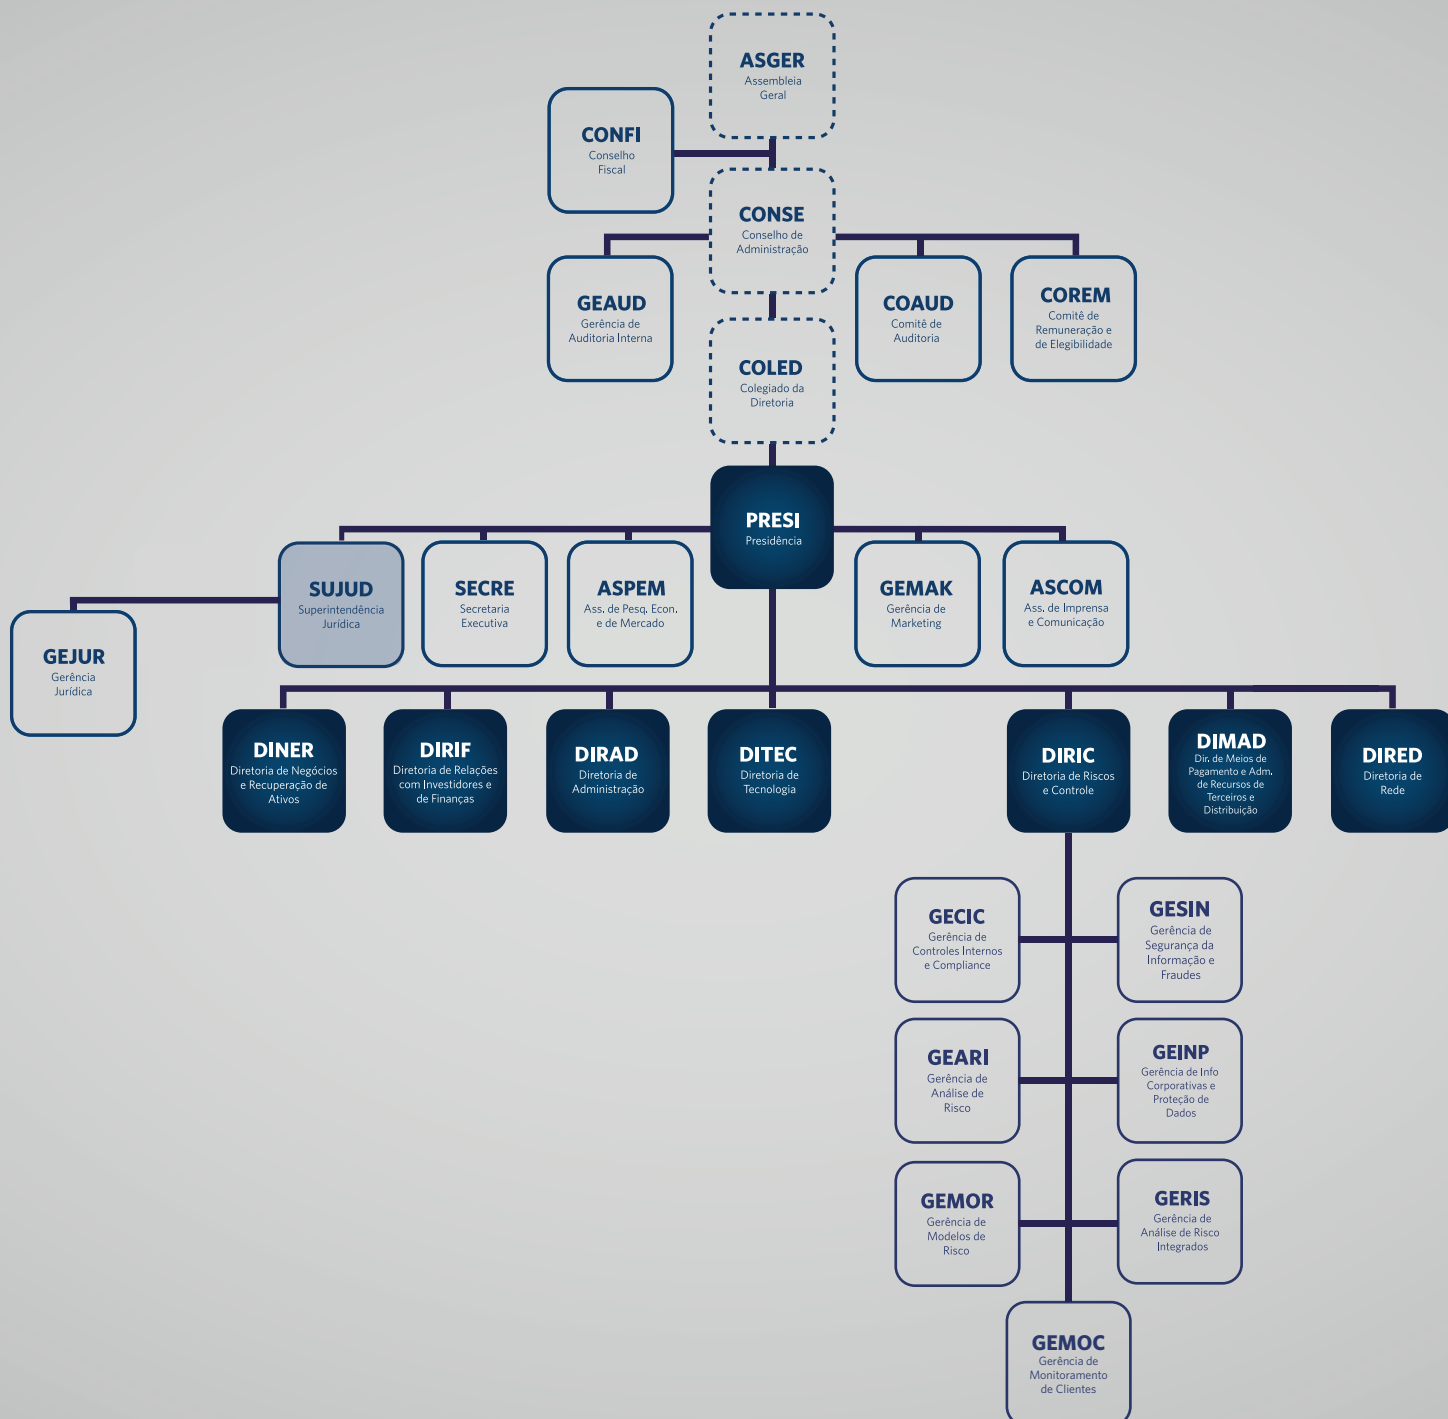 ASGER
Assembleia
Geral
CONFI
Conselho
Fiscal
CONSE
Conselho de
Administração
GEAUD
Gerência de
Auditoria Interna
COAUD
Comitê de
Auditoria
COREM
Comitê de
Remuneração e
de Elegibilidade
COLED
Colegiado da
Diretoria
PRESI
Presidência
SUJUD
Superintendência
Jurídica
SECRE
Secretaria
Executiva
ASPEM
Ass. de Pesq. Econ.
e de Mercado
GEMAK
Gerência de
Marketing
ASCOM
Ass. de Imprensa
e Comunicação
GEJUR
Gerência
Jurídica
DINER
Diretoria de Negócios
e Recuperação de
Ativos
DIRIF
Diretoria de Relações
com Investidores e
de Finanças
DIRAD
Diretoria de
Administração
DITEC
Diretoria de
Tecnologia
DIRIC
Diretoria de Riscos
e Controle
DIMAD
Dir. de Meios de
Pagamento e Adm.
de Recursos de
Terceiros e
Distribuição
DIRED
Diretoria de
Rede
GECIC
Gerência de
Controles Internos
e Compliance
GESIN
Gerência de
Segurança da
Informação e
Fraudes
GEARI
Gerência de
Análise de
Risco
GEINP
Gerência de Info
Corporativas e
Proteção de
Dados
GEMOR
Gerência de
Modelos de
Risco
GERIS
Gerência de
Análise de Risco
Integrados
GEMOC
Gerência de
Monitoramento
de Clientes